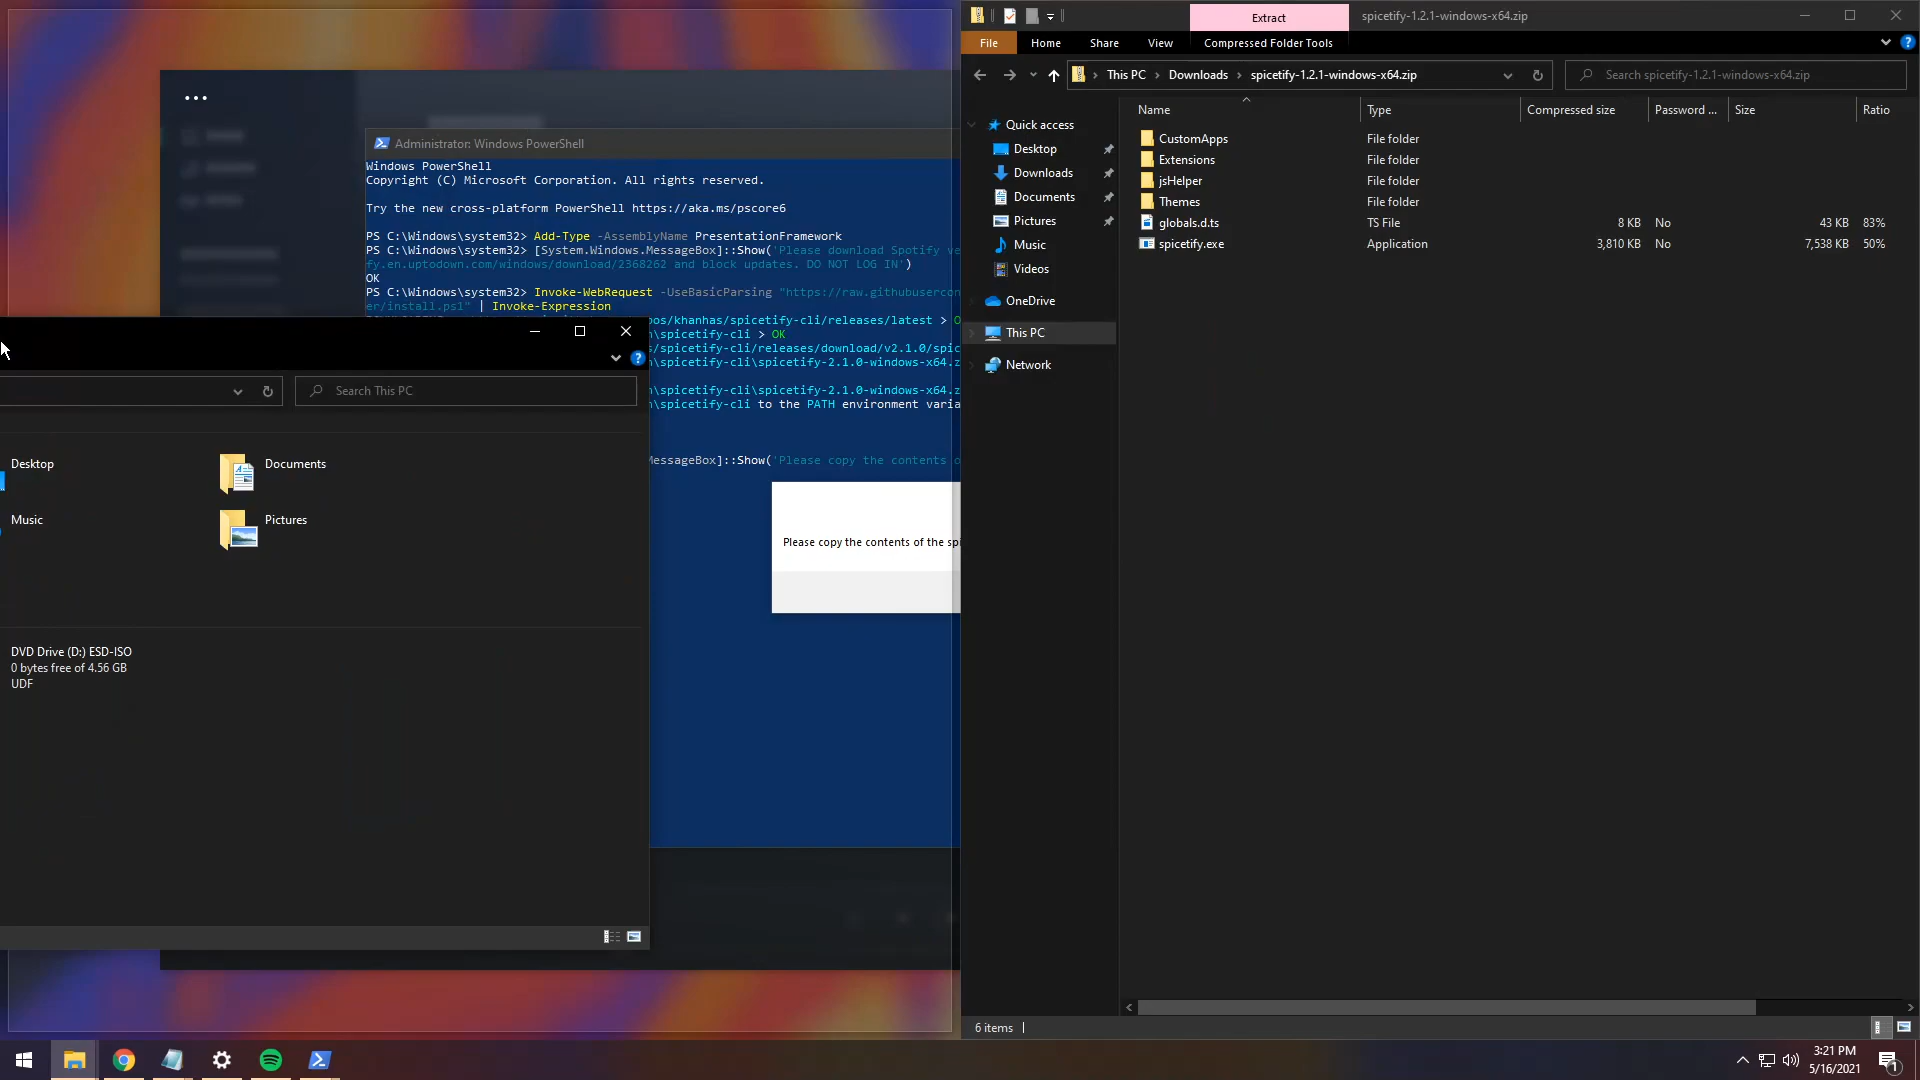 Administrator: Windows PowerShell
Windows PowerShell
Copyright (C) Microsoft Corporation. All rights reserved.
Try the new cross-platform PowerShell https://aka.ms/pscore6
PS C:\Windows\system32> Add-Type -AssemblyName PresentationFramework
PS C:\Windows\system32> [System.Windows.MessageBox]::Show('Please download Spotify ve
fy.en.uptodown.com/windows/download/2368262 and block updates. DO NOT LOG IN')
OK
PS C:\Windows\system32> Invoke-WebRequest -UseBasicParsing "https://raw.githubusercon
er/install.ps1" | Invoke-Expression
pos/khanhas/spicetify-cli/releases/latest > O
n\spicetify-cli > OK
s/spicetify-cli/releases/download/v2.1.0/spic
n\spicetify-cli\spicetify-2.1.0-windows-x64.z
n\spicetify-cli\spicetify-2.1.0-windows-x64.z
n\spicetify-cli to the PATH environment varia
MessageBox]::Show('Please copy the contents o
Please copy the contents of the spi
Search This PC
Desktop
Documents
Music
Pictures
DVD Drive (D:) ESD-ISO
0 bytes free of 4.56 GB
UDF
Extract
spicetify-1.2.1-windows-x64.zip
File
Home
Share
View
Compressed Folder Tools
This PC
Downloads
spicetify-1.2.1-windows-x64.zip
Search spicetify-1.2.1-windows-x64.zip
Quick access
Desktop
Downloads
Documents
Pictures
Music
Videos
OneDrive
This PC
Network
Name Type Compressed size Password ... Size Ratio
CustomApps File folder
Extensions File folder
jsHelper File folder
Themes File folder
globals.d.ts TS File 8 KB No 43 KB 83%
spicetify.exe Application 3,810 KB No 7,538 KB 50%
6 items
3:21 PM
5/16/2021
1